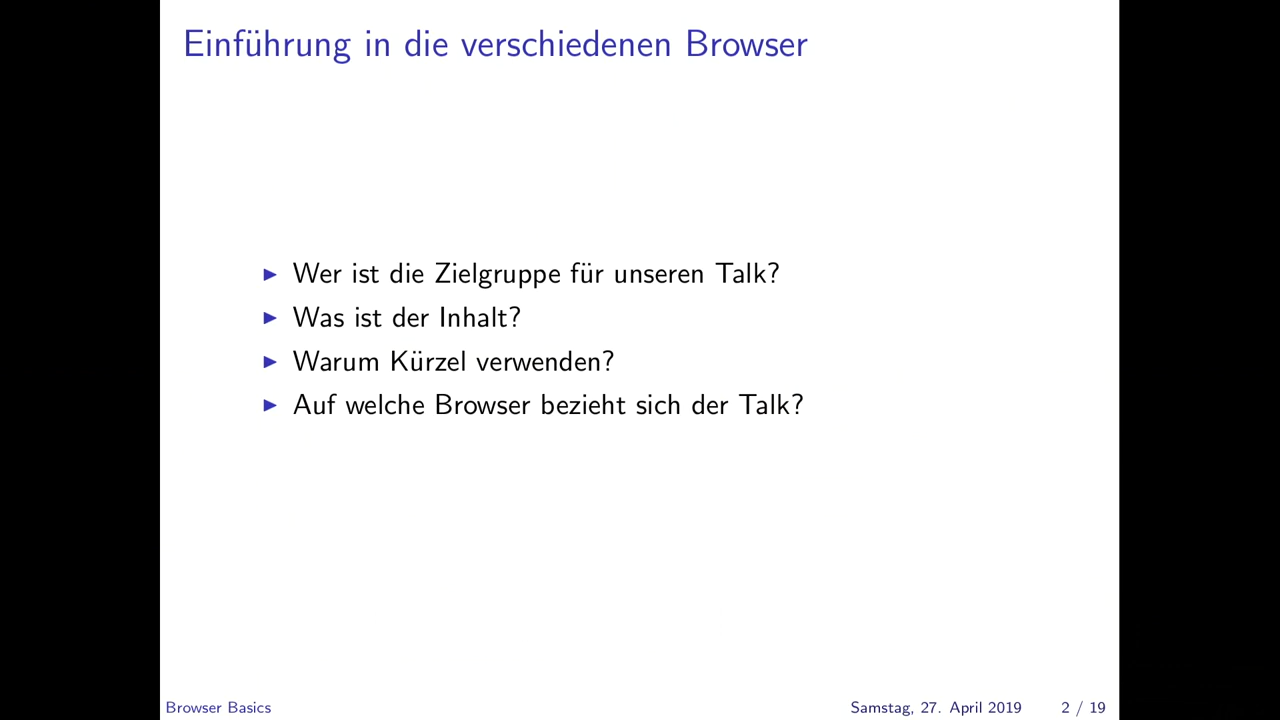 Einführung in die verschiedenen Browser
Wer ist die Zielgruppe für unseren Talk?
Was ist der Inhalt?
Warum Kürzel verwenden?
Auf welche Browser bezieht sich der Talk?
Browser Basics Samstag, 27. April 2019 2 / 19